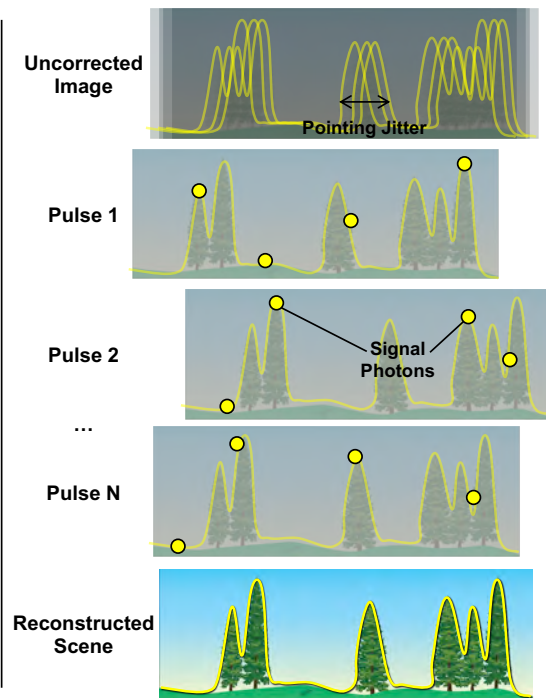 Uncorrected
Image
Pointing Jitter
Pulse 1
Pulse 2
Signal
Photons
...
Pulse N
Reconstructed
Scene